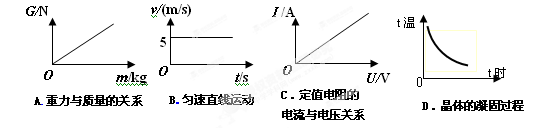 G/N
O
m/kg
A.重力与质量的关系
v/(m/s)
5
O
t/s
B.匀速直线运动
I/A
O
U/V
C.定值电阻的
电流与电压关系
t温
0
t时
D.晶体的凝固过程